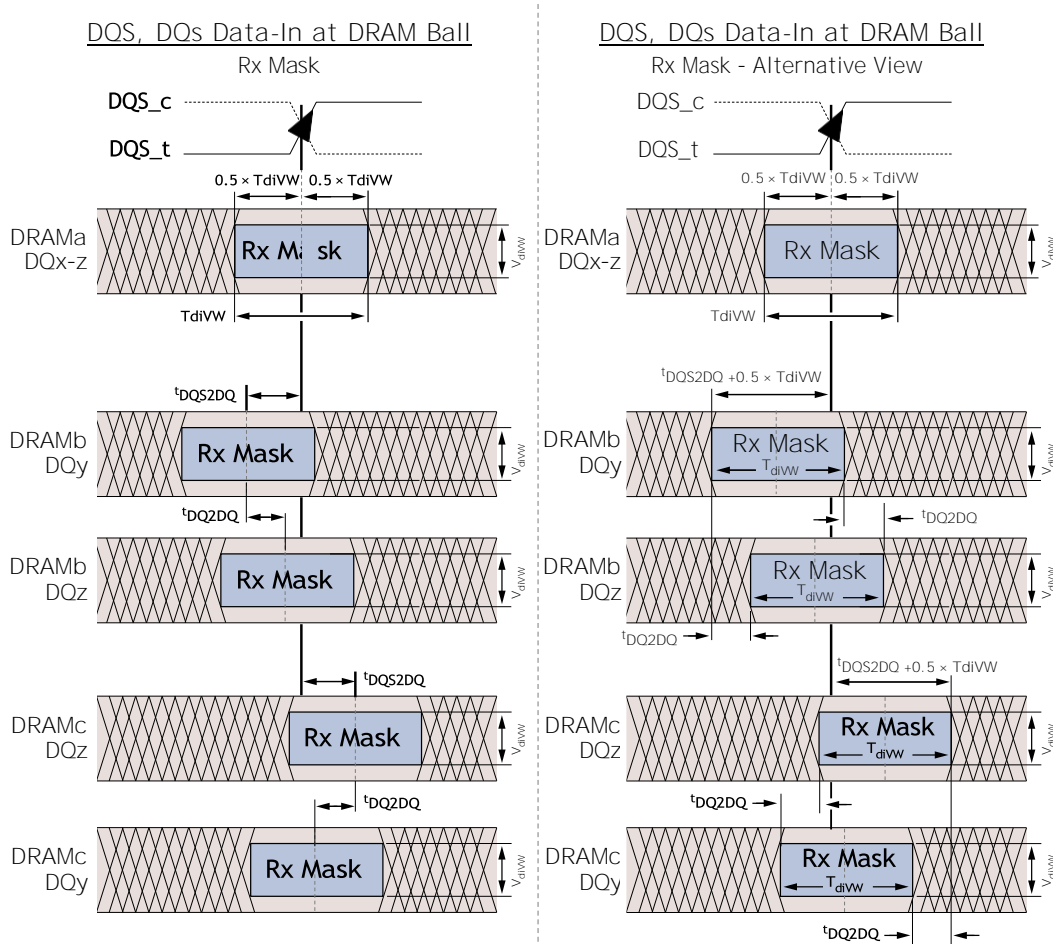 DQS, DQs Data-In at DRAM Ball
Rx Mask
DQS_c
DQS_t
0.5 × TdiVW 0.5 × TdiVW
DRAMa
DQx-z
Rx Mask
VdiVW
TdiVW
tDQS2DQ
DRAMb
DQy
Rx Mask
VdiVW
tDQ2DQ
DRAMb
DQz
Rx Mask
VdiVW
tDQS2DQ
DRAMc
DQz
Rx Mask
VdiVW
tDQ2DQ
DRAMc
DQy
Rx Mask
VdiVW
DQS, DQs Data-In at DRAM Ball
Rx Mask - Alternative View
DQS_c
DQS_t
0.5 × TdiVW 0.5 × TdiVW
DRAMa
DQx-z
Rx Mask
VdiVW
TdiVW
tDQS2DQ +0.5 × TdiVW
DRAMb
DQy
Rx Mask
TdiVW
VdiVW
tDQ2DQ
DRAMb
DQz
Rx Mask
TdiVW
VdiVW
tDQ2DQ
tDQS2DQ +0.5 × TdiVW
DRAMc
DQz
Rx Mask
TdiVW
VdiVW
tDQ2DQ
DRAMc
DQy
Rx Mask
TdiVW
VdiVW
tDQ2DQ